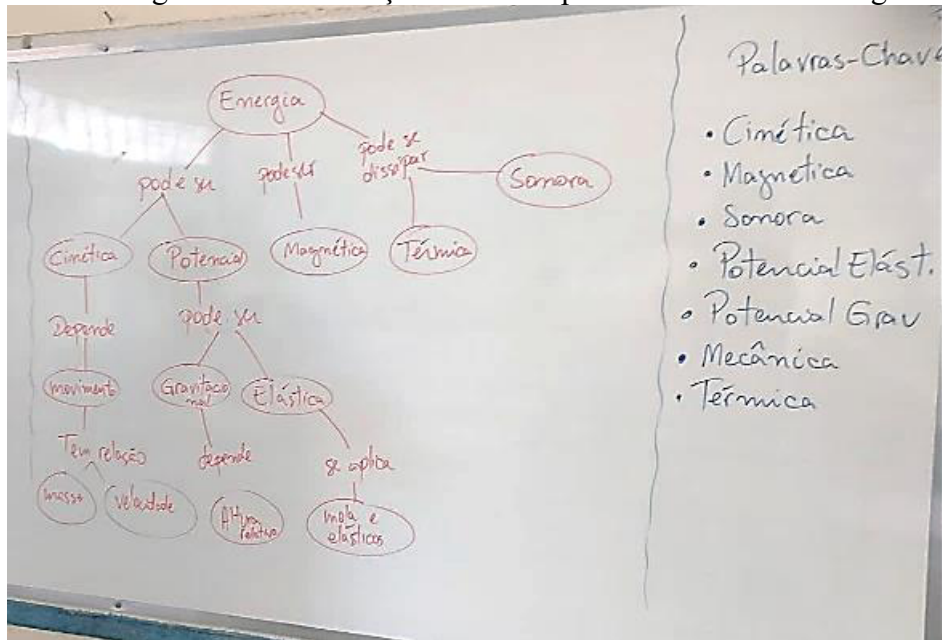 Energia
pode se dissipar
pode ser
pode ser
Sonora
Cinética
Potencial
Magnética
Térmica
Depende
pode ser
movimento
Gravitacional
Elástica
Tem relação
depende
se aplica
massa
velocidade
Altura relativa
mola e elásticos
Palavras-Chave
• Cinética
• Magnetica
• Sonora
• Potencial Elást.
• Potencial Grav
• Mecânica
• Térmica